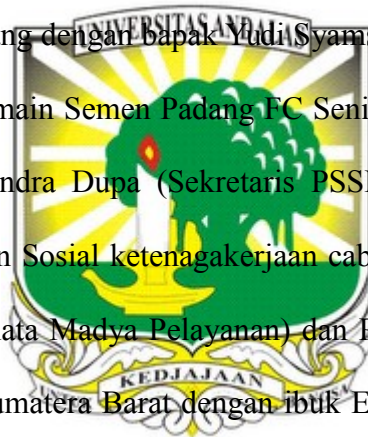 UNIVERSITAS ANDALAS
ng dengan bapak Yudi Syams
main Semen Padang FC Seni
ndra Dupa (Sekretaris PSSI
n Sosial ketenagakerjaan cab
ata Madya Pelayanan) dan P
KEDJAJAAN
umatera Barat dengan ibuk E